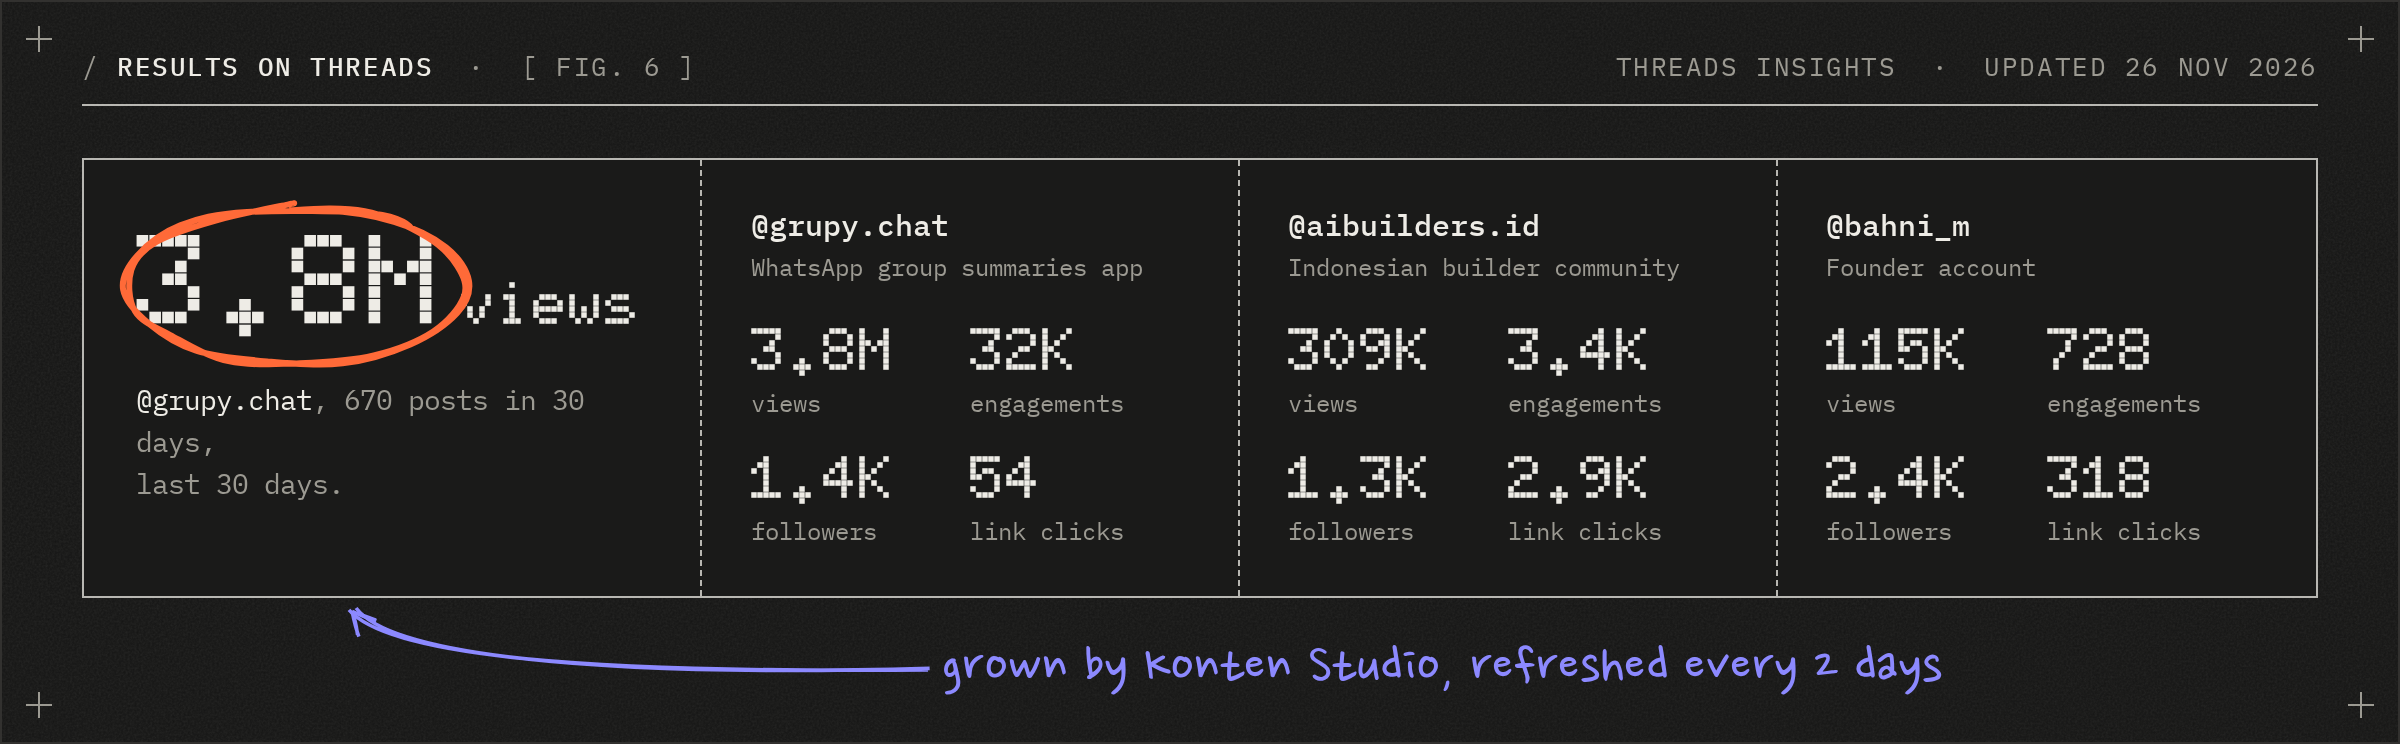 / RESULTS ON THREADS · [ FIG. 6 ]
THREADS INSIGHTS · UPDATED 26 NOV 2026
3.8M views
@grupy.chat, 670 posts in 30
days,
last 30 days.
@grupy.chat
WhatsApp group summaries app
3.8M 32K
views engagements
1.4K 54
followers link clicks
@aibuilders.id
Indonesian builder community
309K 3.4K
views engagements
1.3K 2.9K
followers link clicks
@bahni_m
Founder account
115K 728
views engagements
2.4K 318
followers link clicks
grown by Konten Studio, refreshed every 2 days